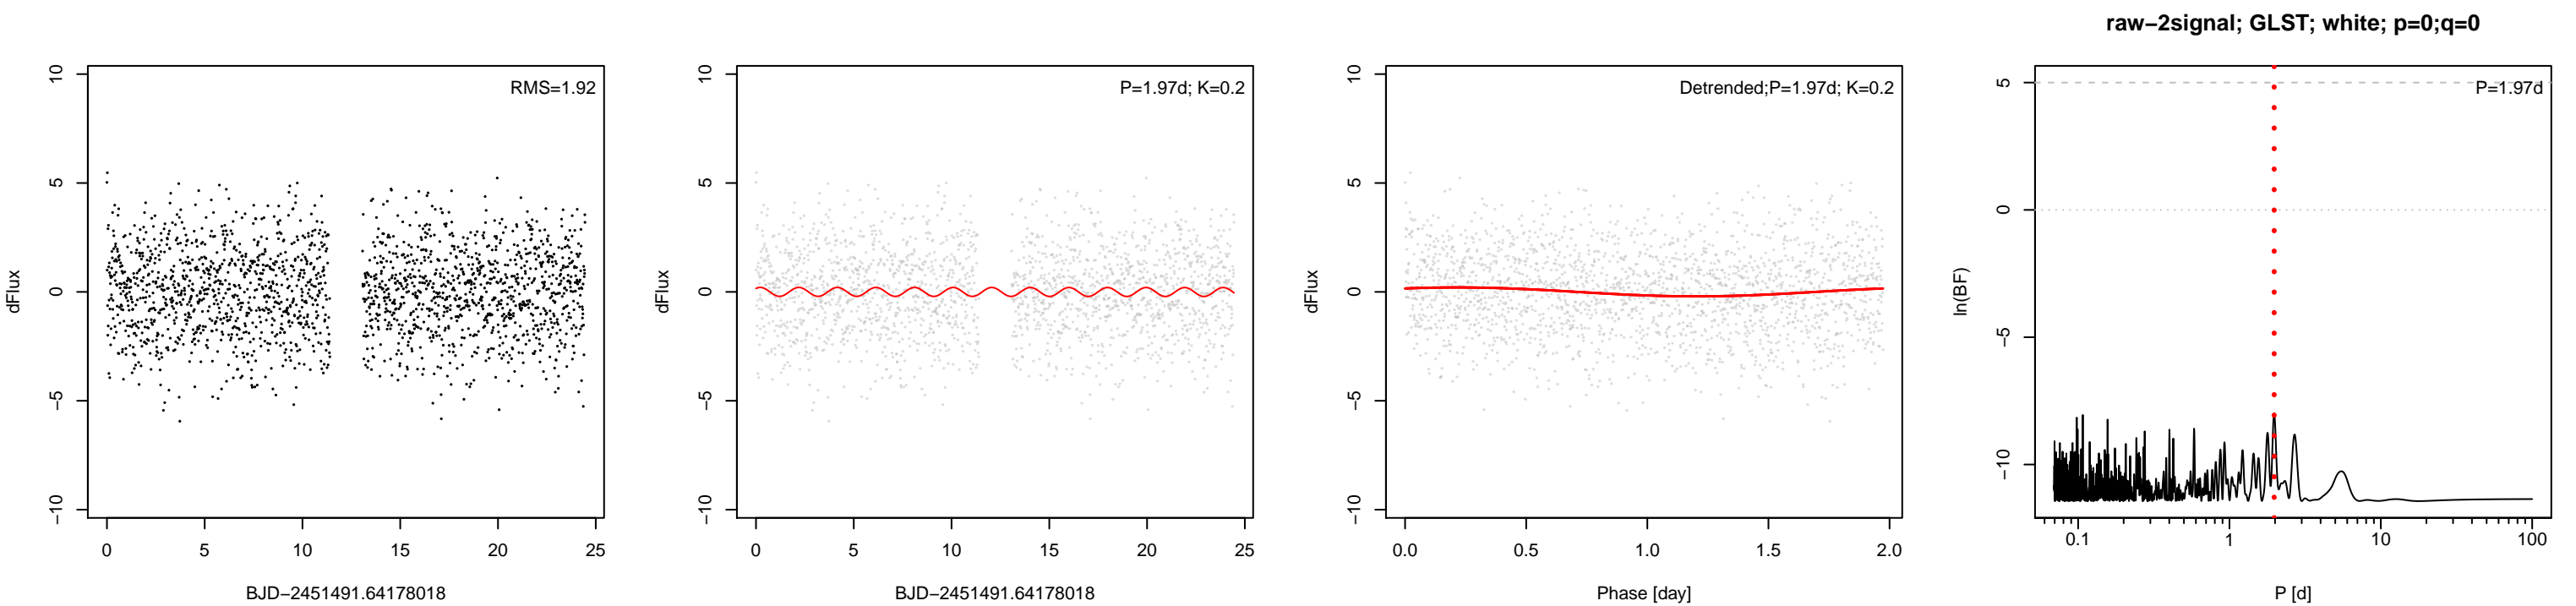 raw−2signal; GLST; white; p=0;q=0
dFlux
10
5
0
−5
−10
RMS=1.92
0 5 10 15 20 25
BJD−2451491.64178018
dFlux
10
5
0
−5
−10
P=1.97d; K=0.2
0 5 10 15 20 25
BJD−2451491.64178018
dFlux
10
5
0
−5
−10
Detrended;P=1.97d; K=0.2
0.0 0.5 1.0 1.5 2.0
Phase [day]
ln(BF)
5
0
−5
−10
P=1.97d
0.1 1 10 100
P [d]